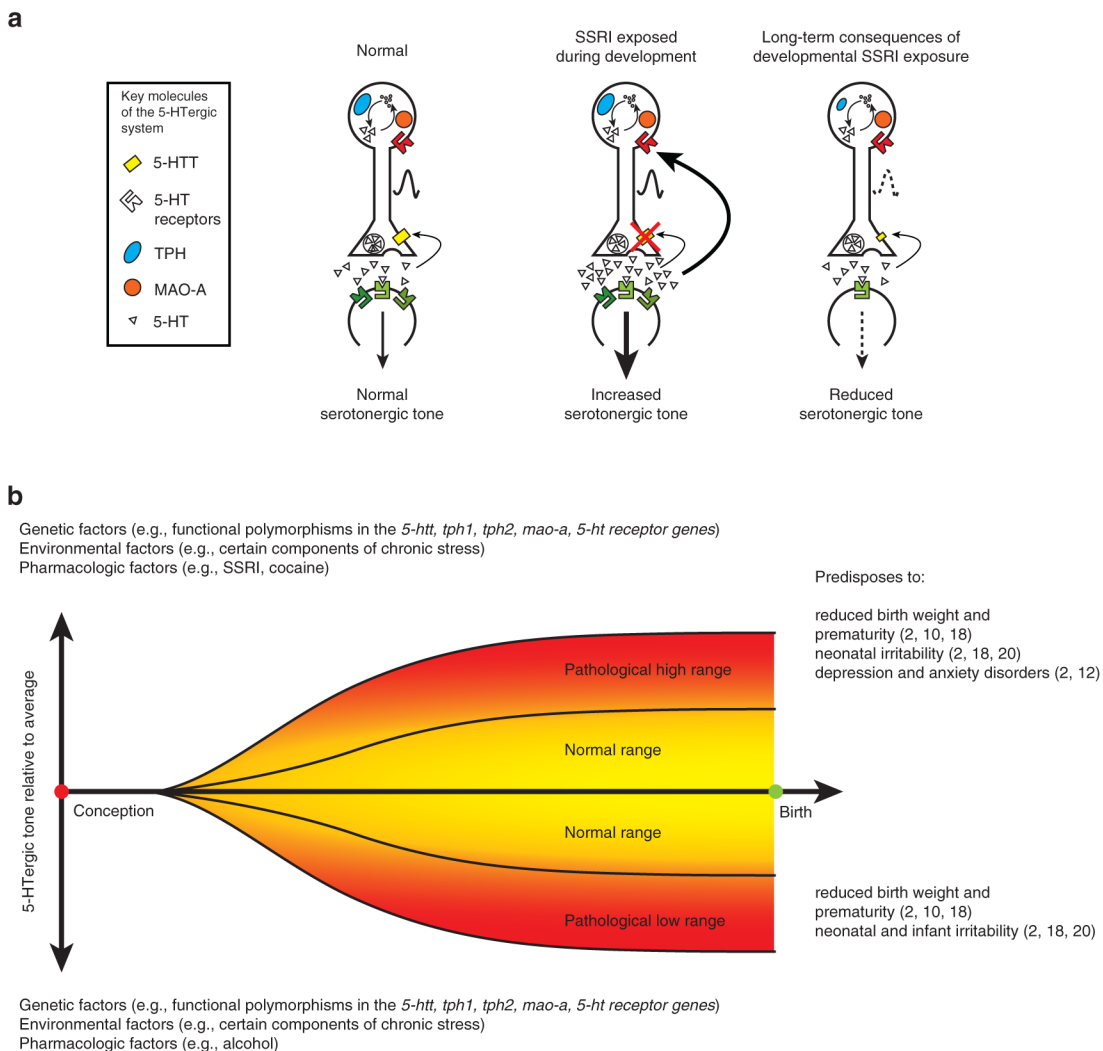 a
Normal
SSRI exposed
during development
Long-term consequences of
developmental SSRI exposure
Key molecules
of the 5-HTergic
system
5-HTT
5-HT
receptors
TPH
MAO-A
5-HT
Normal
serotonergic tone
Increased
serotonergic tone
Reduced
serotonergic tone
b
Genetic factors (e.g., functional polymorphisms in the 5-htt, tph1, tph2, mao-a, 5-ht receptor genes)
Environmental factors (e.g., certain components of chronic stress)
Pharmacologic factors (e.g., SSRI, cocaine)
Predisposes to:
reduced birth weight and
prematurity (2, 10, 18)
neonatal irritability (2, 18, 20)
depression and anxiety disorders (2, 12)
5-HTergic tone relative to average
Pathological high range
Normal range
Conception
Birth
Normal range
Pathological low range
reduced birth weight and
prematurity (2, 10, 18)
neonatal and infant irritability (2, 18, 20)
Genetic factors (e.g., functional polymorphisms in the 5-htt, tph1, tph2, mao-a, 5-ht receptor genes)
Environmental factors (e.g., certain components of chronic stress)
Pharmacologic factors (e.g., alcohol)